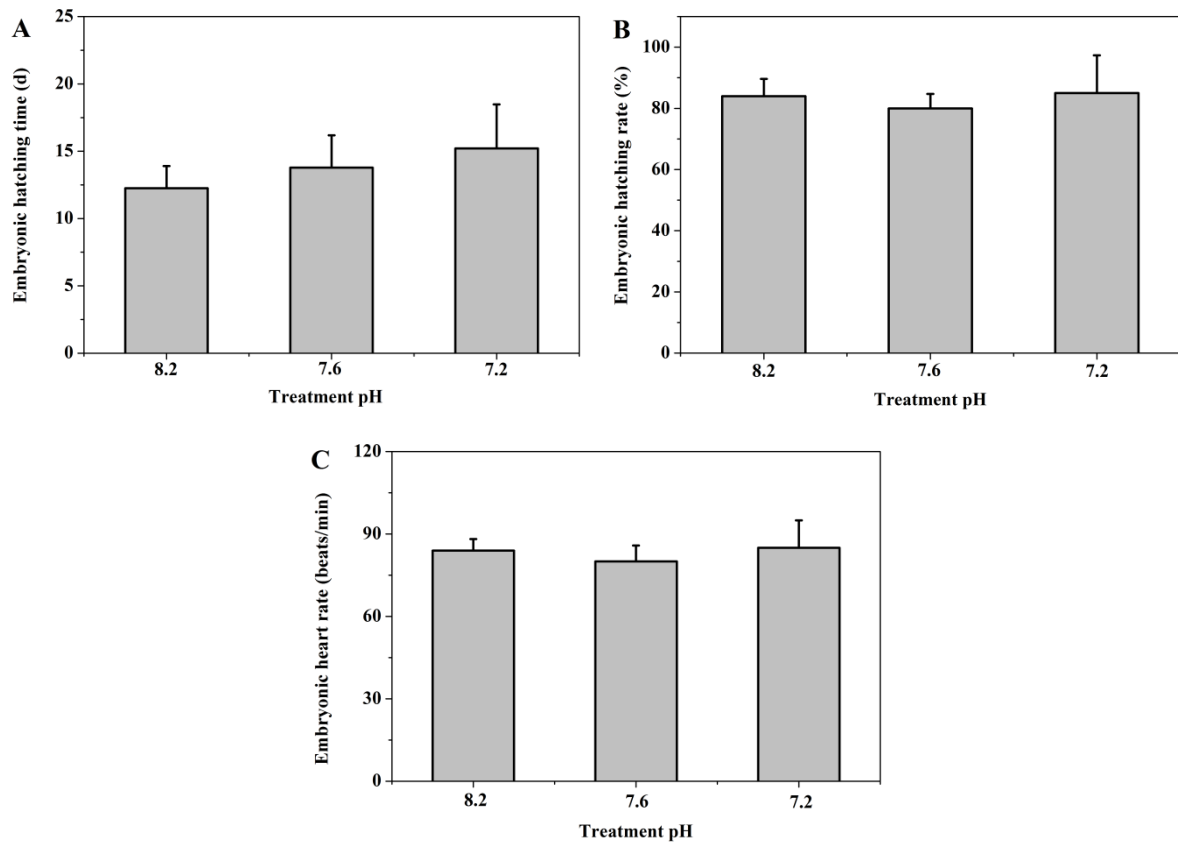 A
Embryonic hatching time (d)
25
20
15
10
5
0
8.2
7.6
7.2
Treatment pH
B
Embryonic hatching rate (%)
100
80
60
40
20
0
8.2
7.6
7.2
Treatment pH
C
Embryonic heart rate (beats/min)
120
90
60
30
0
8.2
7.6
7.2
Treatment pH